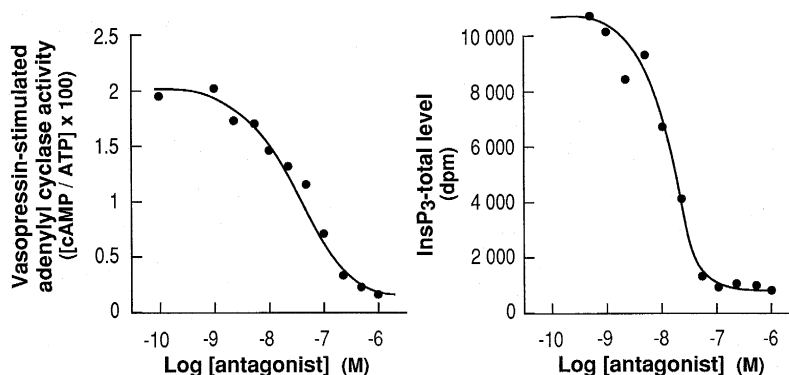 Vasopressin-stimulated
adenylyl cyclase activity
([cAMP / ATP] x 100)
2.5
2
1.5
1
0.5
0
-10 -9 -8 -7 -6
Log [antagonist] (M)
InsP3-total level
(dpm)
10 000
8 000
6 000
4 000
2 000
0
-10 -9 -8 -7 -6
Log [antagonist] (M)